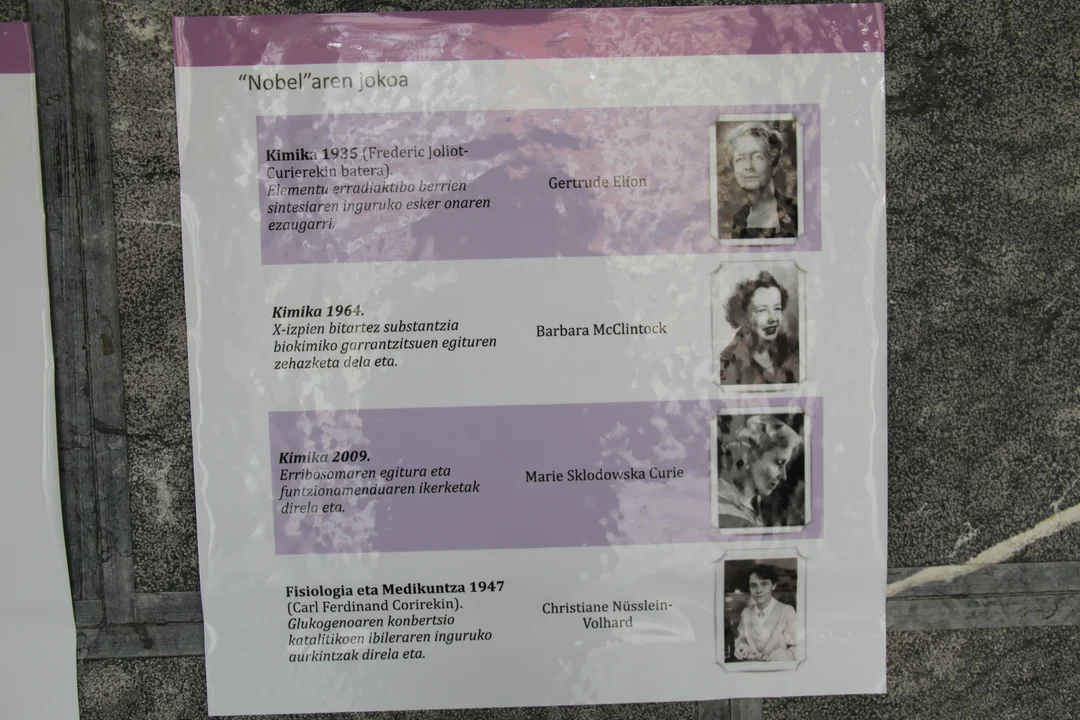 “Nobel”aren jokoa
Kimika 1935 (Frederic Joliot-
Curierekin batera).
Elementu erradiaktibo berrien
sintesiaren inguruko esker onaren
ezaugarri.
Gertrude Elion
Kimika 1964.
X-izpien bitartez substantzia
biokimiko garrantzitsuen egituren
zehazketa dela eta.
Barbara McClintock
Kimika 2009.
Erribosomaren egitura eta
funtzionamenduaren ikerketak
direla eta.
Marie Sklodowska Curie
Fisiologia eta Medikuntza 1947
(Carl Ferdinand Corirekin).
Glukogenoaren konbertsio
katalitikoen ibileraren inguruko
aurkintzak direla eta.
Christiane Nüsslein-
Volhard